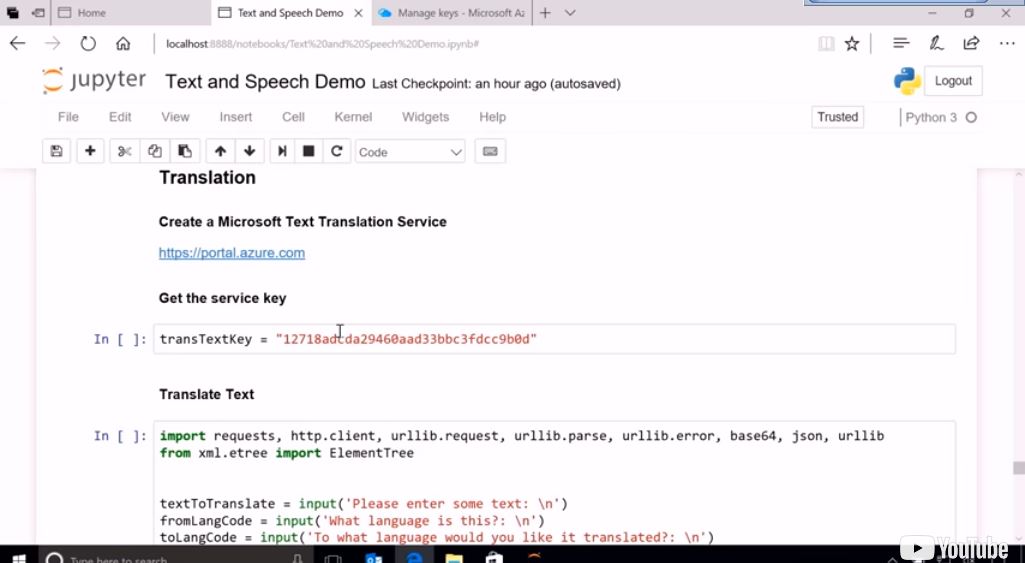 Home
Text and Speech Demo
Manage keys - Microsoft Az
localhost:8888/notebooks/Text%20and%20Speech%20Demo.ipynb#
jupyter Text and Speech Demo Last Checkpoint: an hour ago (autosaved)
Logout
File Edit View Insert Cell Kernel Widgets Help
Trusted
Python 3
Code
Translation
Create a Microsoft Text Translation Service
https://portal.azure.com
Get the service key
In [ ]: transTextKey = "12718adcda29460aad33bbc3fdcc9b0d"
Translate Text
In [ ]: import requests, http.client, urllib.request, urllib.parse, urllib.error, base64, json, urllib
from xml.etree import ElementTree
textToTranslate = input('Please enter some text: \n')
fromLangCode = input('What language is this?: \n')
toLangCode = input('To what language would you like it translated?: \n')
Type here to search
YouTube